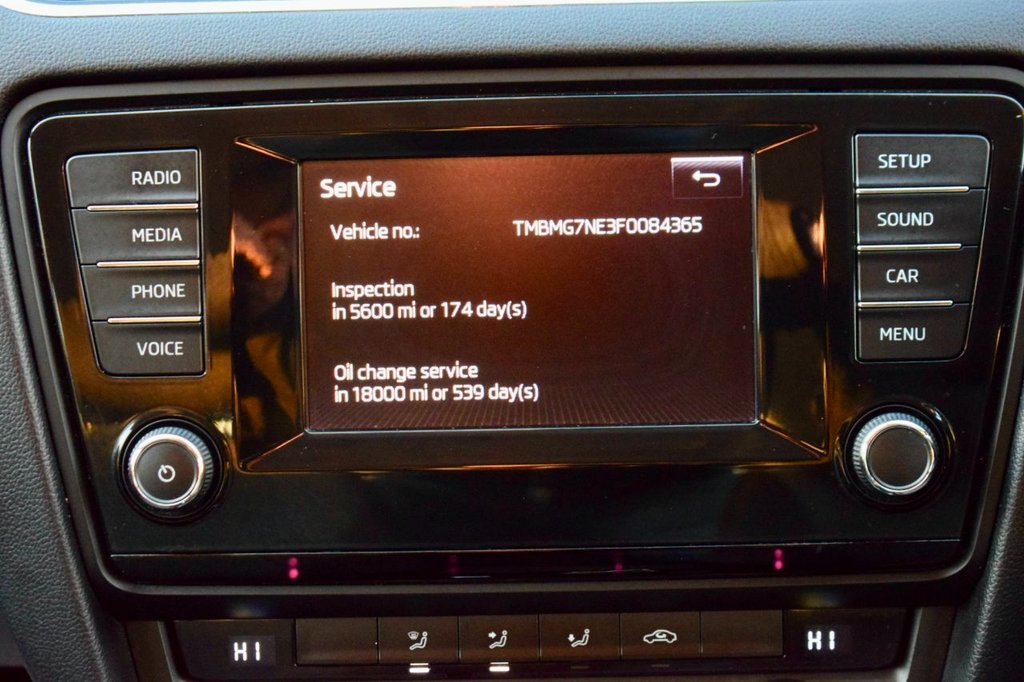 RADIO
MEDIA
PHONE
VOICE
Service
Vehicle no.: TMBMG7NE3F0084365
Inspection
in 5600 mi or 174 day(s)
Oil change service
in 18000 mi or 539 day(s)
SETUP
SOUND
CAR
MENU
HI
HI